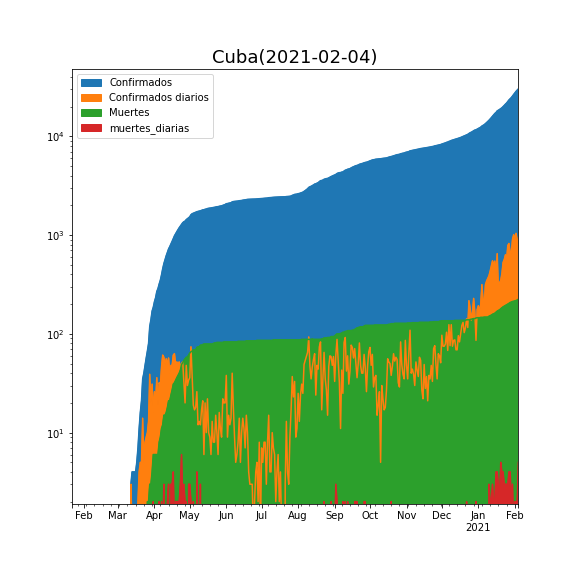 Cuba(2021-02-04)
Confirmados
Confirmados diarios
Muertes
muertes_diarias
10^4
10^3
10^2
10^1
Feb Mar Apr May Jun Jul Aug Sep Oct Nov Dec Jan Feb
2021